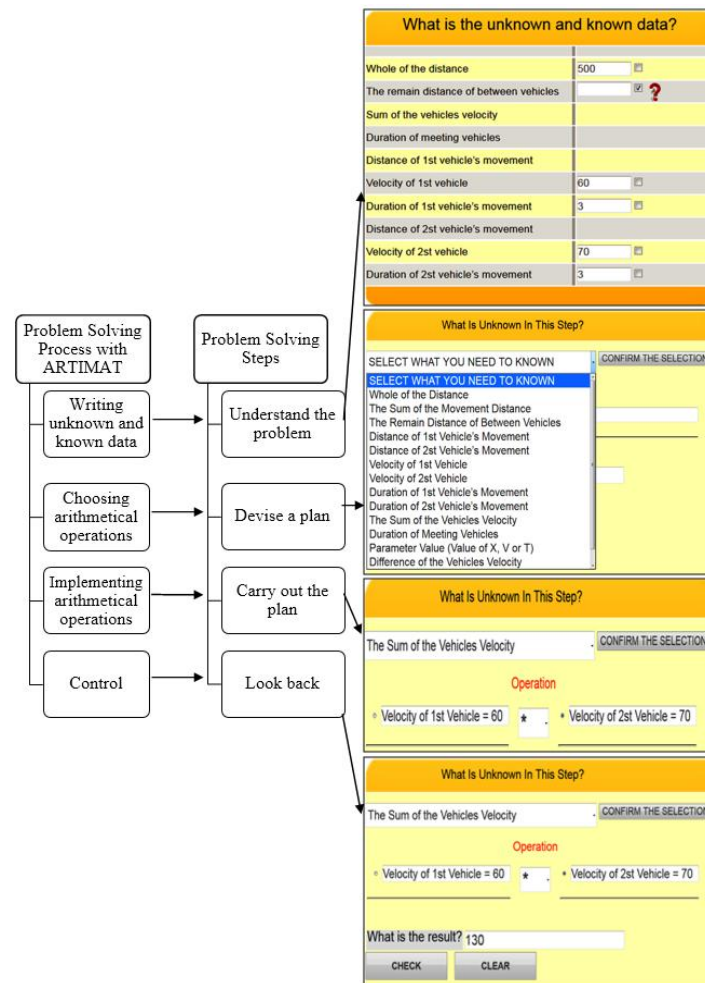 Problem Solving
Process with
ARTIMAT
Writing
unknown and
known data
Choosing
arithmetical
operations
Implementing
arithmetical
operations
Control
Problem Solving
Steps
Understand the
problem
Devise a plan
Carry out the
plan
Look back
What is the unknown and known data?
Whole of the distance 500
The remain distance of between vehicles ?
Sum of the vehicles velocity
Duration of meeting vehicles
Distance of 1st vehicle's movement
Velocity of 1st vehicle 60
Duration of 1st vehicle's movement 3
Distance of 2st vehicle's movement
Velocity of 2st vehicle 70
Duration of 2st vehicle's movement 3
What Is Unknown In This Step?
SELECT WHAT YOU NEED TO KNOWN CONFIRM THE SELECTION
SELECT WHAT YOU NEED TO KNOWN
Whole of the Distance
The Sum of the Movement Distance
The Remain Distance of Between Vehicles
Distance of 1st Vehicle's Movement
Distance of 2st Vehicle's Movement
Velocity of 1st Vehicle
Velocity of 2st Vehicle
Duration of 1st Vehicle's Movement
Duration of 2st Vehicle's Movement
The Sum of the Vehicles Velocity
Duration of Meeting Vehicles
Parameter Value (Value of X, V or T)
Difference of the Vehicles Velocity
What Is Unknown In This Step?
The Sum of the Vehicles Velocity CONFIRM THE SELECTION
Operation
Velocity of 1st Vehicle = 60 * Velocity of 2st Vehicle = 70
What Is Unknown In This Step?
The Sum of the Vehicles Velocity CONFIRM THE SELECTION
Operation
Velocity of 1st Vehicle = 60 * Velocity of 2st Vehicle = 70
What is the result? 130
CHECK CLEAR